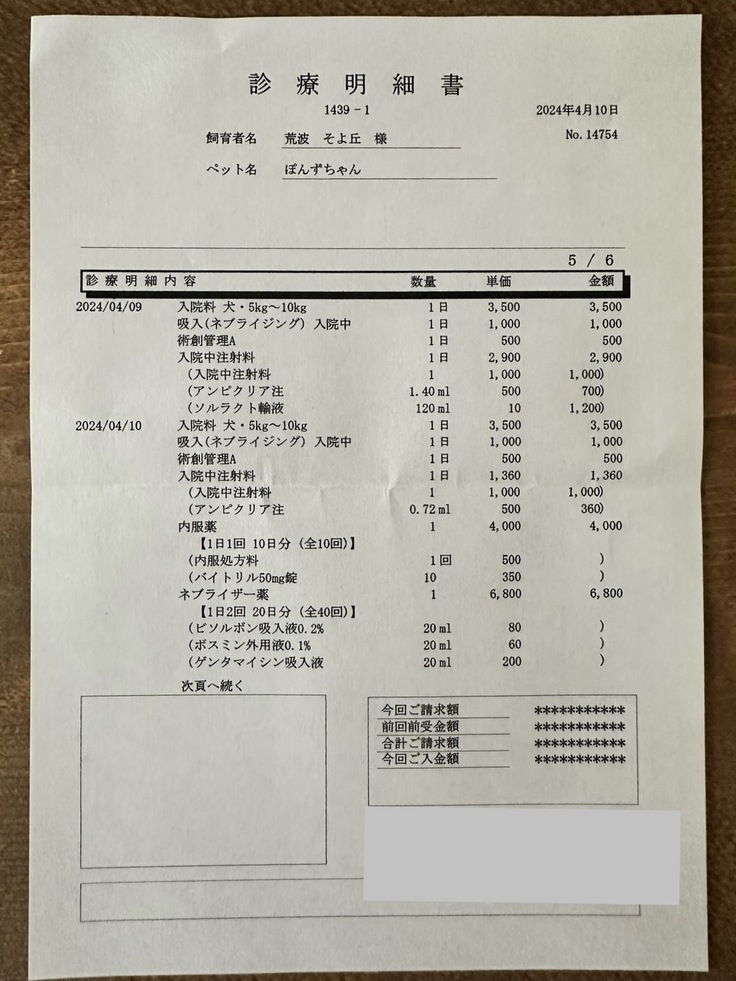 診療明細書
1439-1
2024年4月10日
飼育者名 荒波 そよ丘 様
No.14754
ペット名 ぽんずちゃん
5 / 6
診療明細内容 数量 単価 金額
2024/04/09 入院料 犬・5kg～10kg 1日 3,500 3,500
吸入(ネブライジング) 入院中 1日 1,000 1,000
術創管理A 1日 500 500
入院中注射料 1日 2,900 2,900
(入院中注射料 1 1,000 1,000)
(アンピクリア注 1.40ml 500 700)
(ソルラクト輸液 120ml 10 1,200)
2024/04/10 入院料 犬・5kg～10kg 1日 3,500 3,500
吸入(ネブライジング) 入院中 1日 1,000 1,000
術創管理A 1日 500 500
入院中注射料 1日 1,360 1,360
(入院中注射料 1 1,000 1,000)
(アンピクリア注 0.72ml 500 360)
内服薬 1 4,000 4,000
【1日1回 10日分 (全10回)】
(内服処方料 1回 500 )
(バイトリル50mg錠 10 350 )
ネブライザー薬 1 6,800 6,800
【1日2回 20日分 (全40回)】
(ビソルボン吸入液0.2% 20ml 80 )
(ボスミン外用液0.1% 20ml 60 )
(ゲンタマイシン吸入液 20ml 200 )
次頁へ続く
今回ご請求額 ***********
前回前受金額 ***********
合計ご請求額 ***********
今回ご入金額 ***********